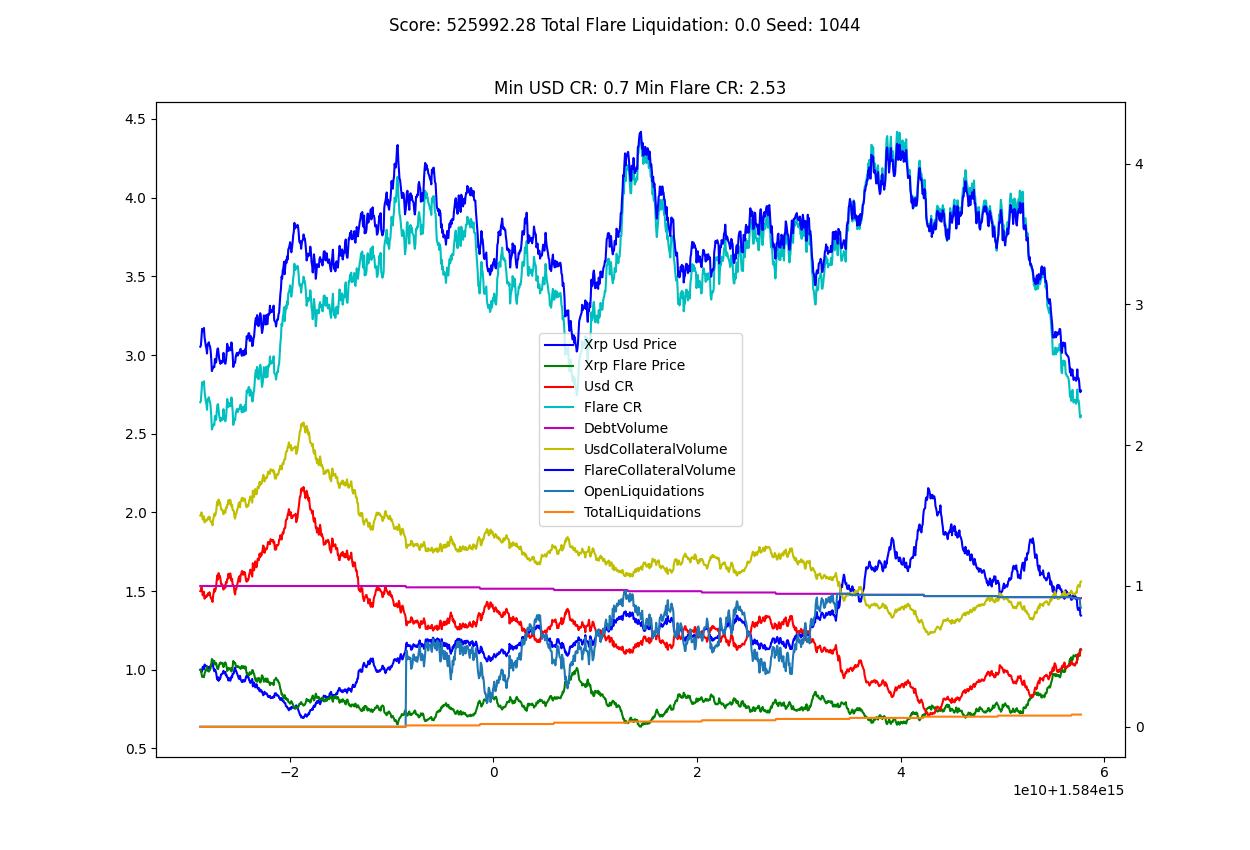 Score: 525992.28 Total Flare Liquidation: 0.0 Seed: 1044
Min USD CR: 0.7 Min Flare CR: 2.53
4.5
4.0
3.5
3.0
2.5
2.0
1.5
1.0
0.5
4
3
2
1
0
Xrp Usd Price
Xrp Flare Price
Usd CR
Flare CR
DebtVolume
UsdCollateralVolume
FlareCollateralVolume
OpenLiquidations
TotalLiquidations
−2 0 2 4 6
1e10+1.584e15